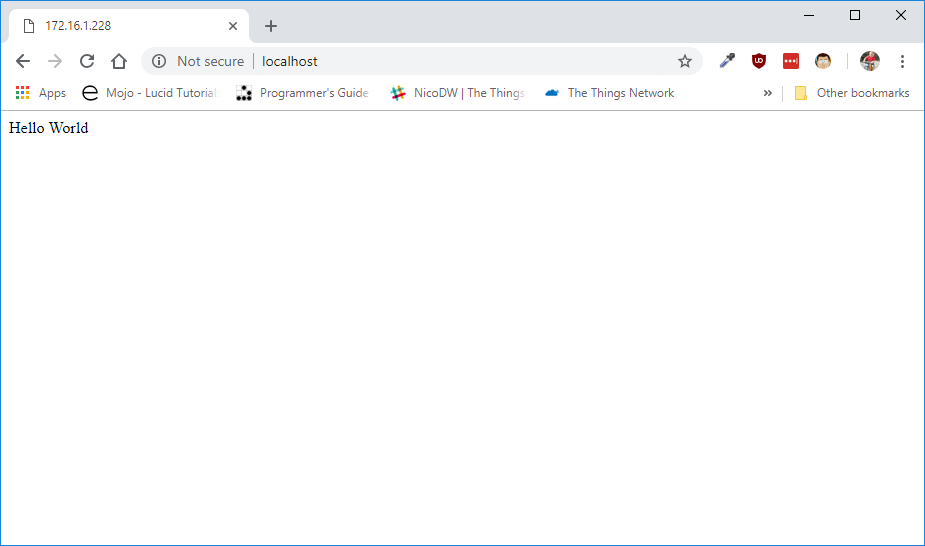 172.16.1.228
Not secure | localhost
Apps Mojo - Lucid Tutorial Programmer's Guide NicoDW | The Things The Things Network » Other bookmarks
Hello World